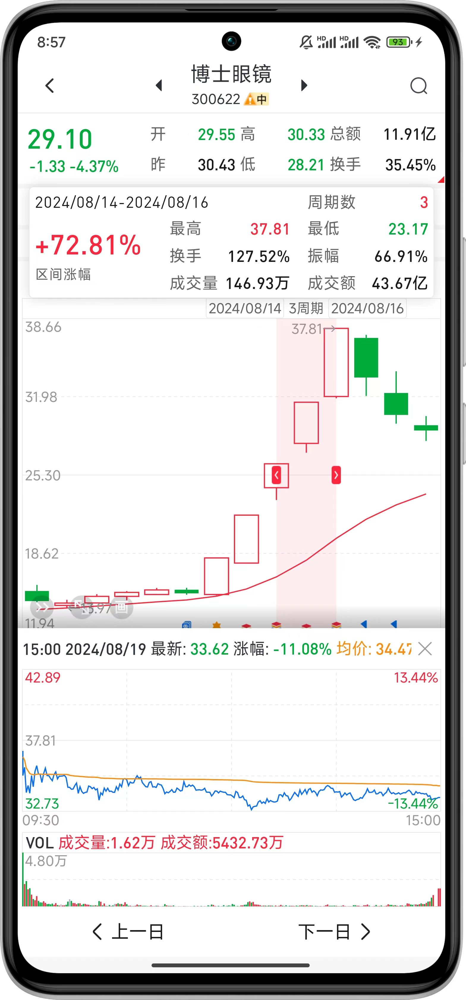 8:57 HD HD 93
博士眼镜
300622 中
29.10 开 29.55 高 30.33 总额 11.91亿
-1.33 -4.37% 昨 30.43 低 28.21 换手 35.45%
2024/08/14-2024/08/16 周期数 3
+72.81% 最高 37.81 最低 23.17
区间涨幅 换手 127.52% 振幅 66.91%
成交量 146.93万 成交额 43.67亿
2024/08/14 3周期 2024/08/16
38.66
37.81
31.98
25.30
18.62
13.97
画
11.94
告
15:00 2024/08/19 最新: 33.62 涨幅: -11.08% 均价: 34.47
42.89 13.44%
37.81
32.73 -13.44%
09:30 15:00
VOL 成交量:1.62万 成交额:5432.73万
4.80万
上一日 下一日